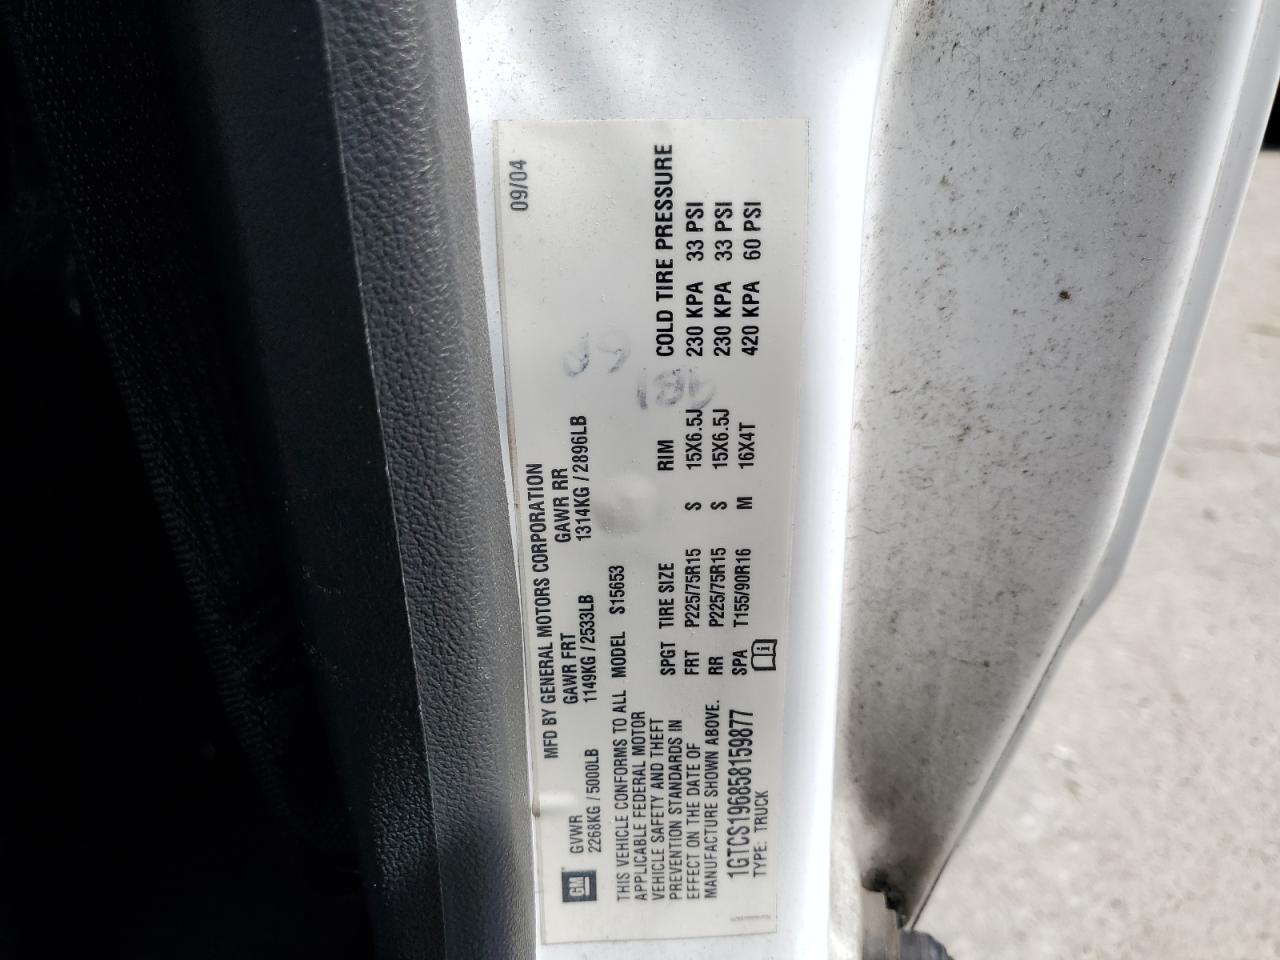 09/04
MFD BY GENERAL MOTORS CORPORATION
GVWR GAWR FRT GAWR RR
2268KG / 5000LB 1149KG / 2533LB 1314KG / 2896LB
GM
THIS VEHICLE CONFORMS TO ALL MODEL S15653
APPLICABLE FEDERAL MOTOR
VEHICLE SAFETY AND THEFT
PREVENTION STANDARDS IN
EFFECT ON THE DATE OF
MANUFACTURE SHOWN ABOVE.
SPGT TIRE SIZE RIM COLD TIRE PRESSURE
FRT P225/75R15 S 15X6.5J 230 KPA 33 PSI
RR P225/75R15 S 15X6.5J 230 KPA 33 PSI
SPA T155/90R16 M 16X4T 420 KPA 60 PSI
1GTCS196858159877
TYPE: TRUCK